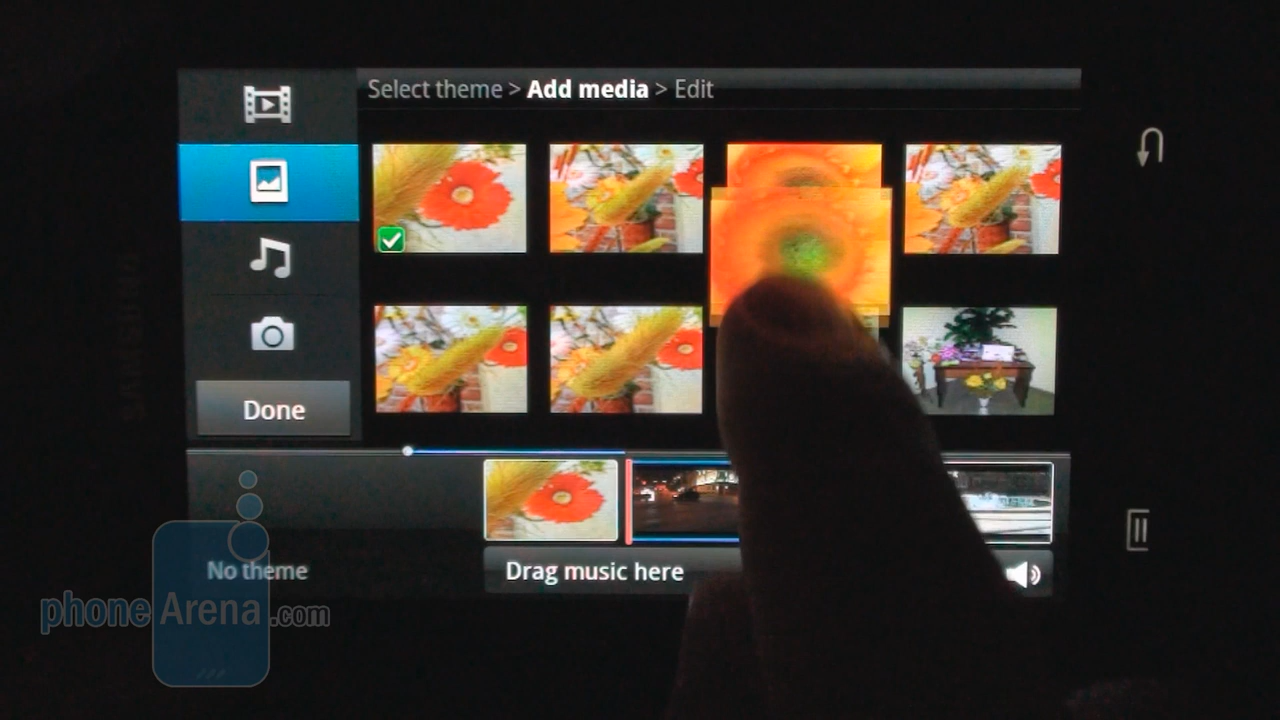 Select theme > Add media > Edit
Done
No theme
Drag music here
phoneArena.com